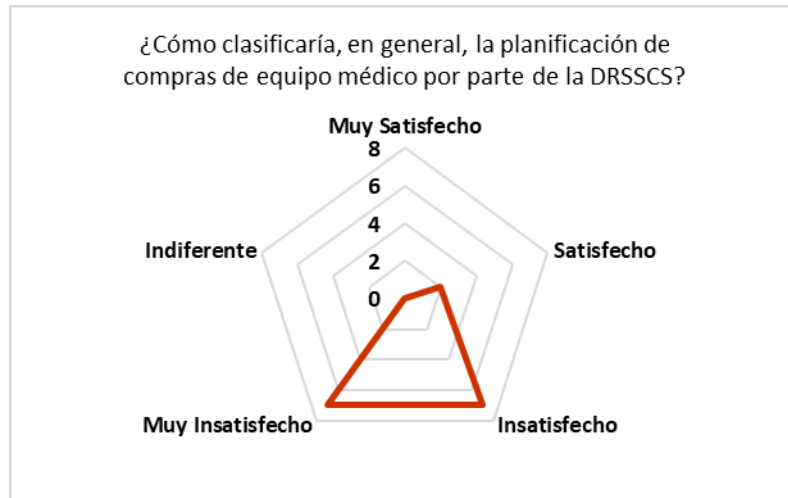 ¿Cómo clasificaría, en general, la planificación de
compras de equipo médico por parte de la DRSSCS?
Muy Satisfecho
8
6
4
2
0
Indiferente
Satisfecho
Muy Insatisfecho
Insatisfecho